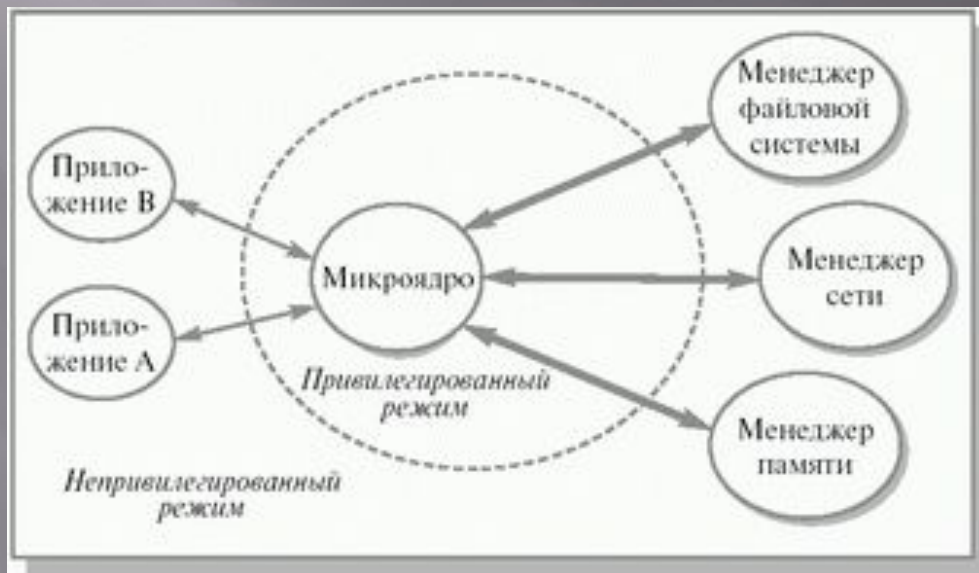 Прило-
жение В
Прило-
жение А
Микроядро
Привилегированный
режим
Непривилегированный
режим
Менеджер
файловой
системы
Менеджер
сети
Менеджер
памяти